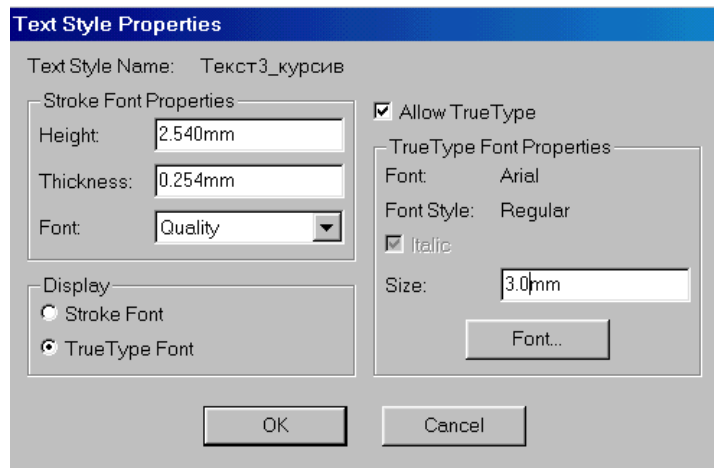 Text Style Properties
Text Style Name: Текст3_курсив
Stroke Font Properties
Height: 2.540mm
Thickness: 0.254mm
Font: Quality
Display
Stroke Font
TrueType Font
Allow TrueType
TrueType Font Properties
Font: Arial
Font Style: Regular
Italic
Size: 3.0mm
Font...
OK
Cancel